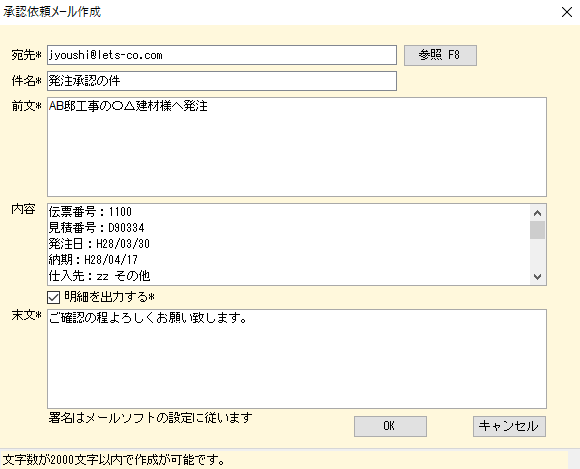 承認依頼メール作成
宛先*
jyoushi@lets-co.com
参照 F8
件名*
発注承認の件
前文*
AB邸工事の〇△建材様へ発注
内容
伝票番号：1100
見積番号：D90334
発注日：H28/03/30
納期：H28/04/17
仕入先：zz その他
明細を出力する*
末文*
ご確認の程よろしくお願い致します。
署名はメールソフトの設定に従います
OK
キャンセル
文字数が2000文字以内で作成が可能です。